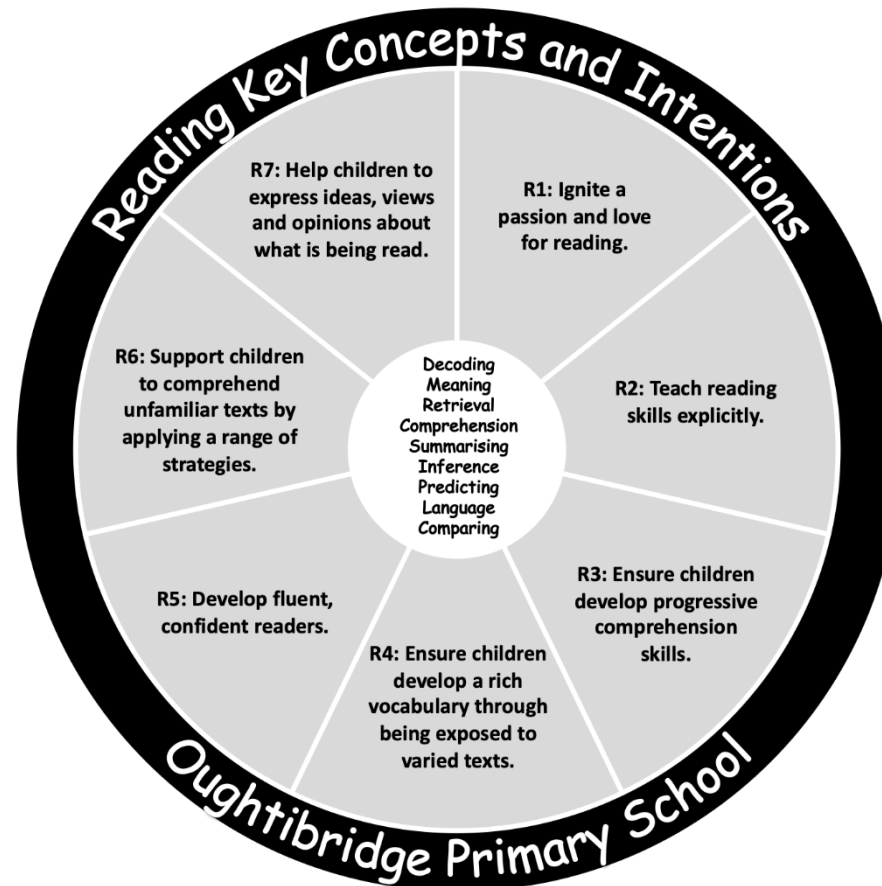 Reading Key Concepts and Intentions
R1: Ignite a
passion and love
for reading.
R2: Teach reading
skills explicitly.
R3: Ensure children
develop progressive
comprehension
skills.
R4: Ensure children
develop a rich
vocabulary through
being exposed to
varied texts.
R5: Develop fluent,
confident readers.
R6: Support children
to comprehend
unfamiliar texts by
applying a range of
strategies.
R7: Help children to
express ideas, views
and opinions about
what is being read.
Decoding
Meaning
Retrieval
Comprehension
Summarising
Inference
Predicting
Language
Comparing
Oughtibridge Primary School